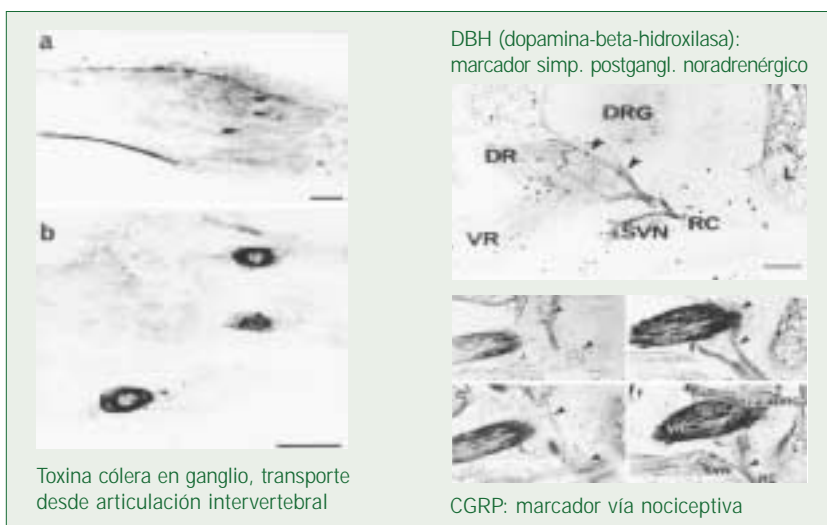 a
b
Toxina cólera en ganglio, transporte
desde articulación intervertebral
DBH (dopamina-beta-hidroxilasa):
marcador simp. postgangl. noradrenérgico
DRG
DR
L
VR
SVN
RC
CGRP: marcador vía nociceptiva